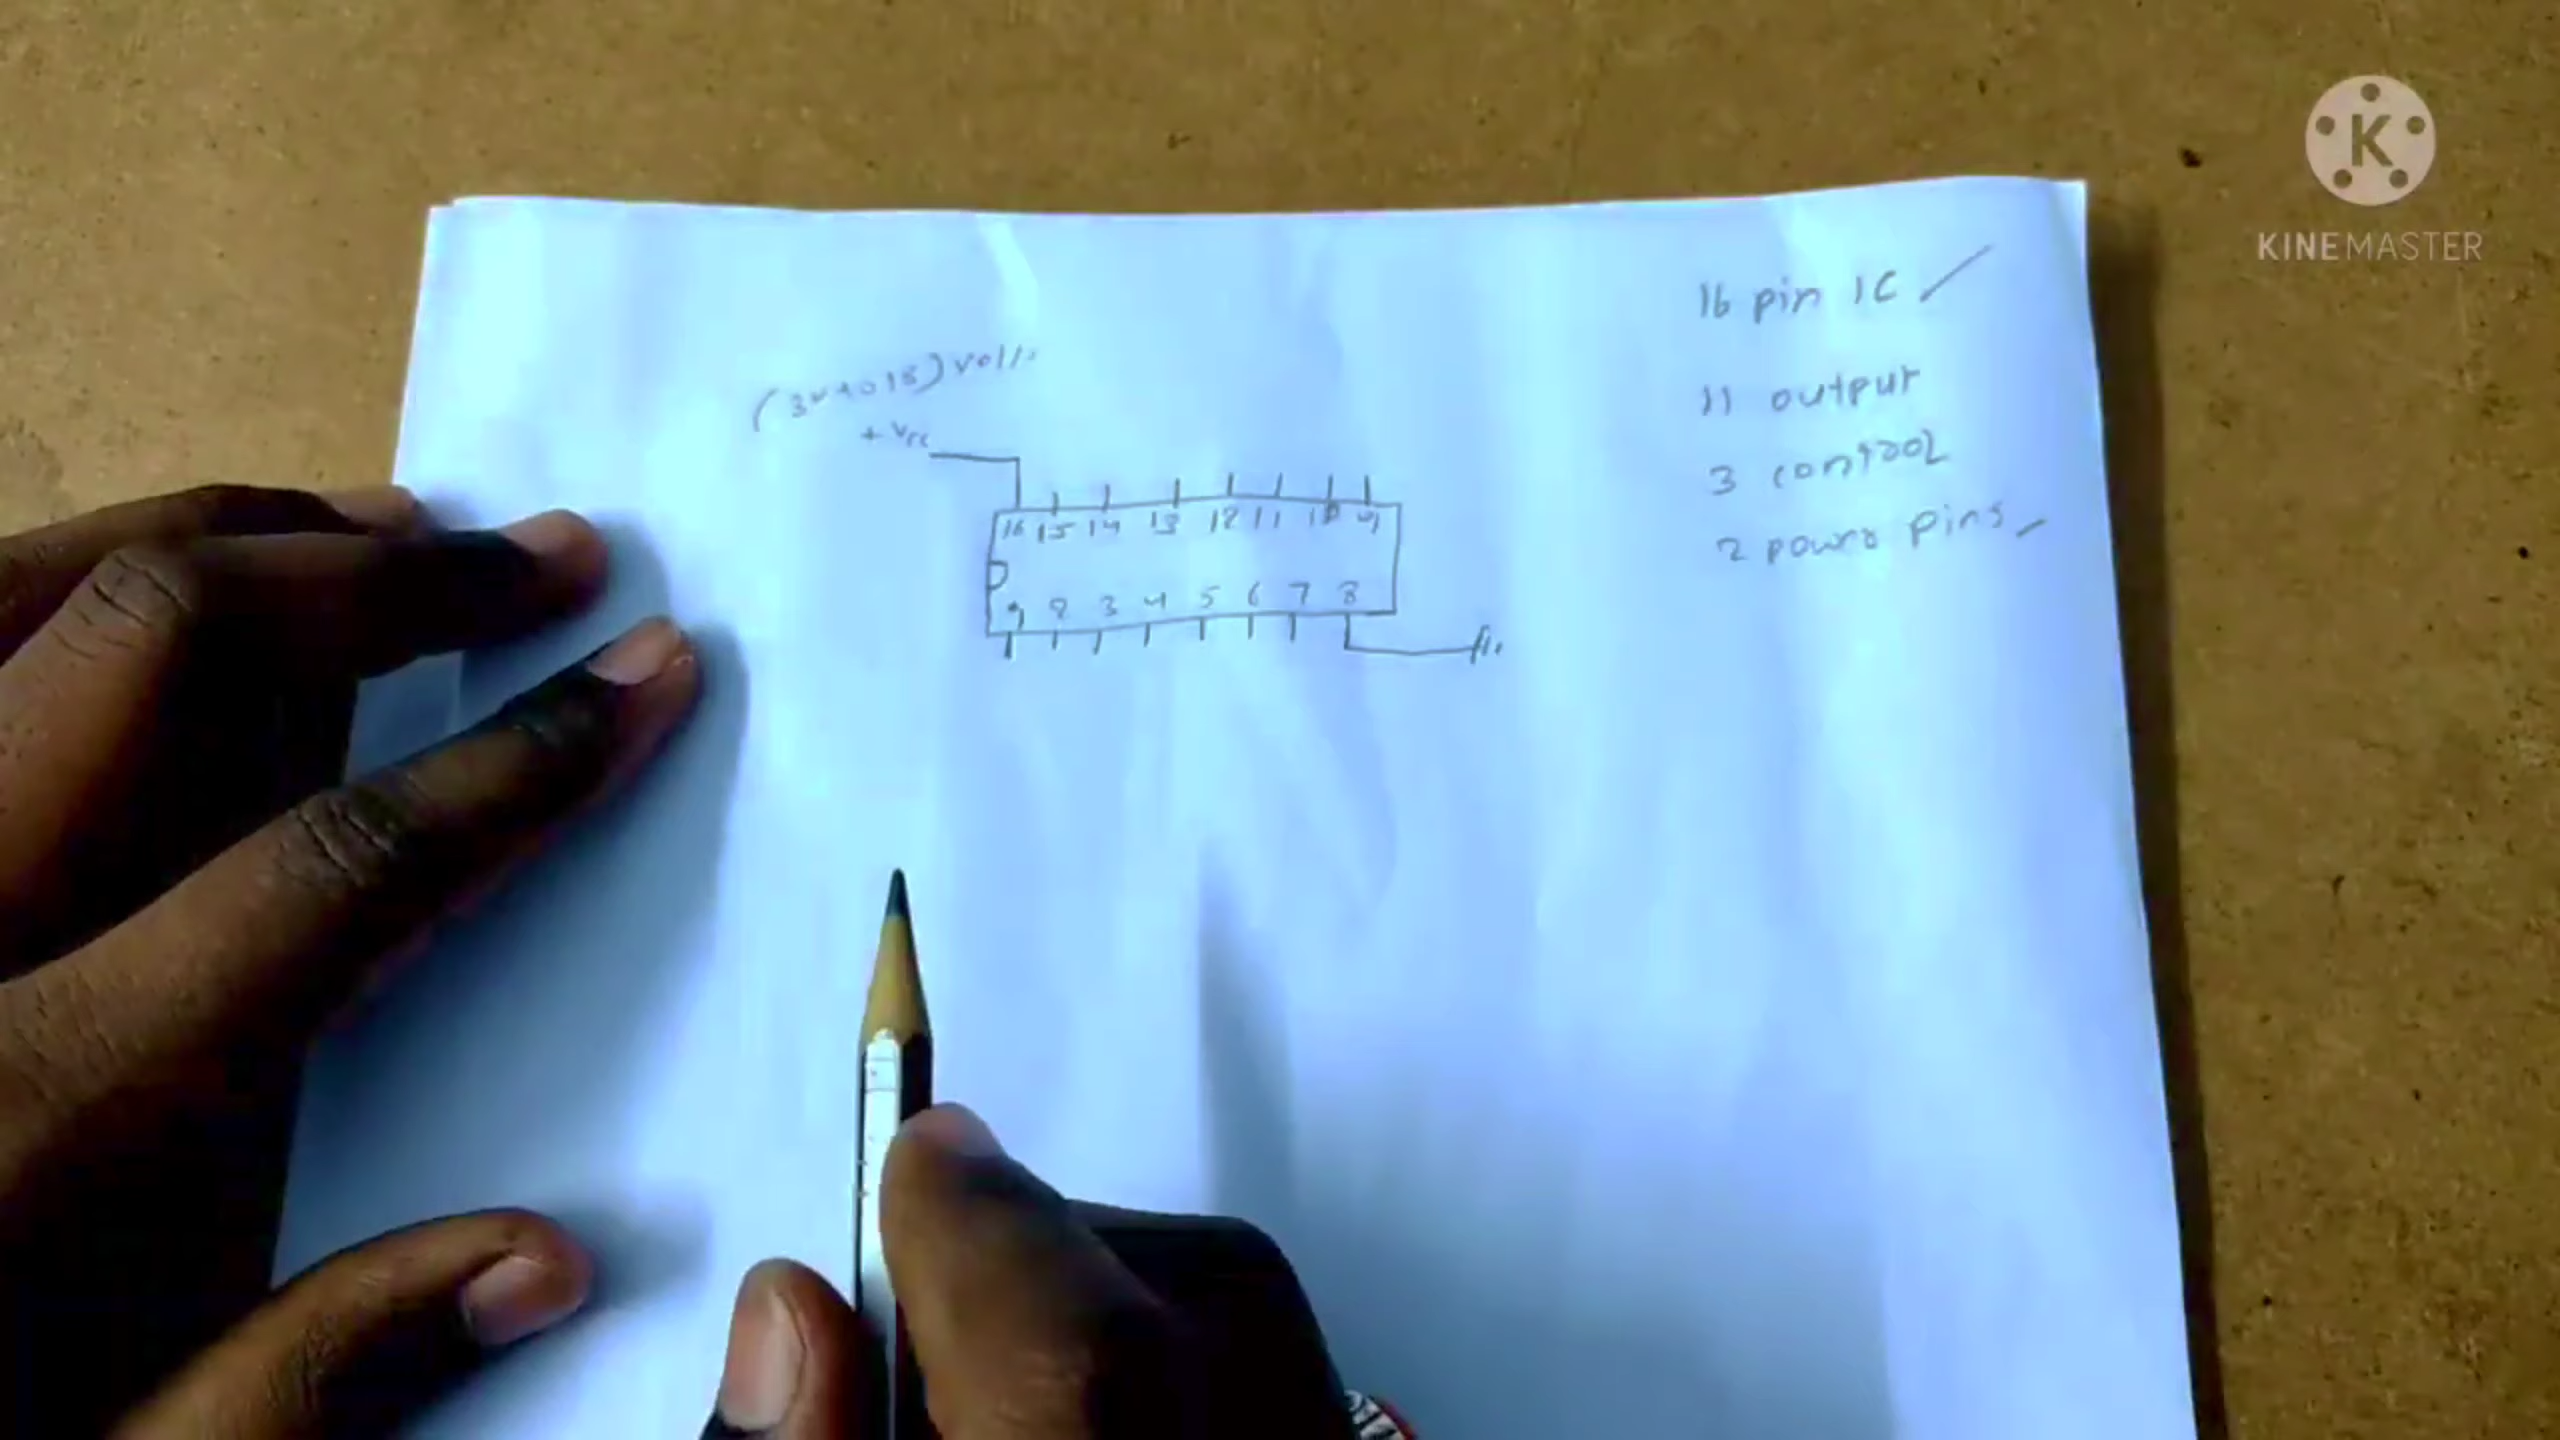 16 pin IC
11 output
3 control
2 power pins
(3v to 18) volt
+Vcc
16 15 14 13 12 11 10 9
1 2 3 4 5 6 7 8
K
KINEMASTER